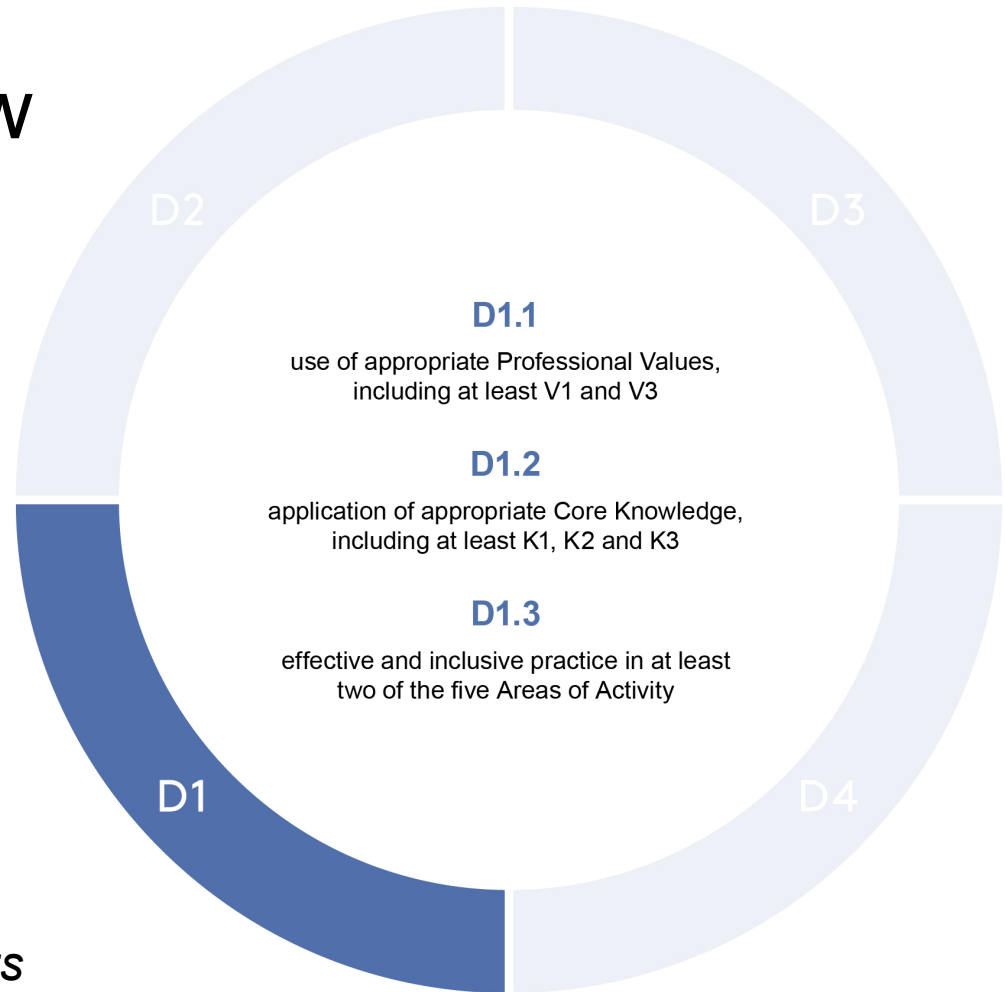 w
D2
D3
D1.1
use of appropriate Professional Values,
including at least V1 and V3
D1.2
application of appropriate Core Knowledge,
including at least K1, K2 and K3
D1.3
effective and inclusive practice in at least
two of the five Areas of Activity
D1
D4